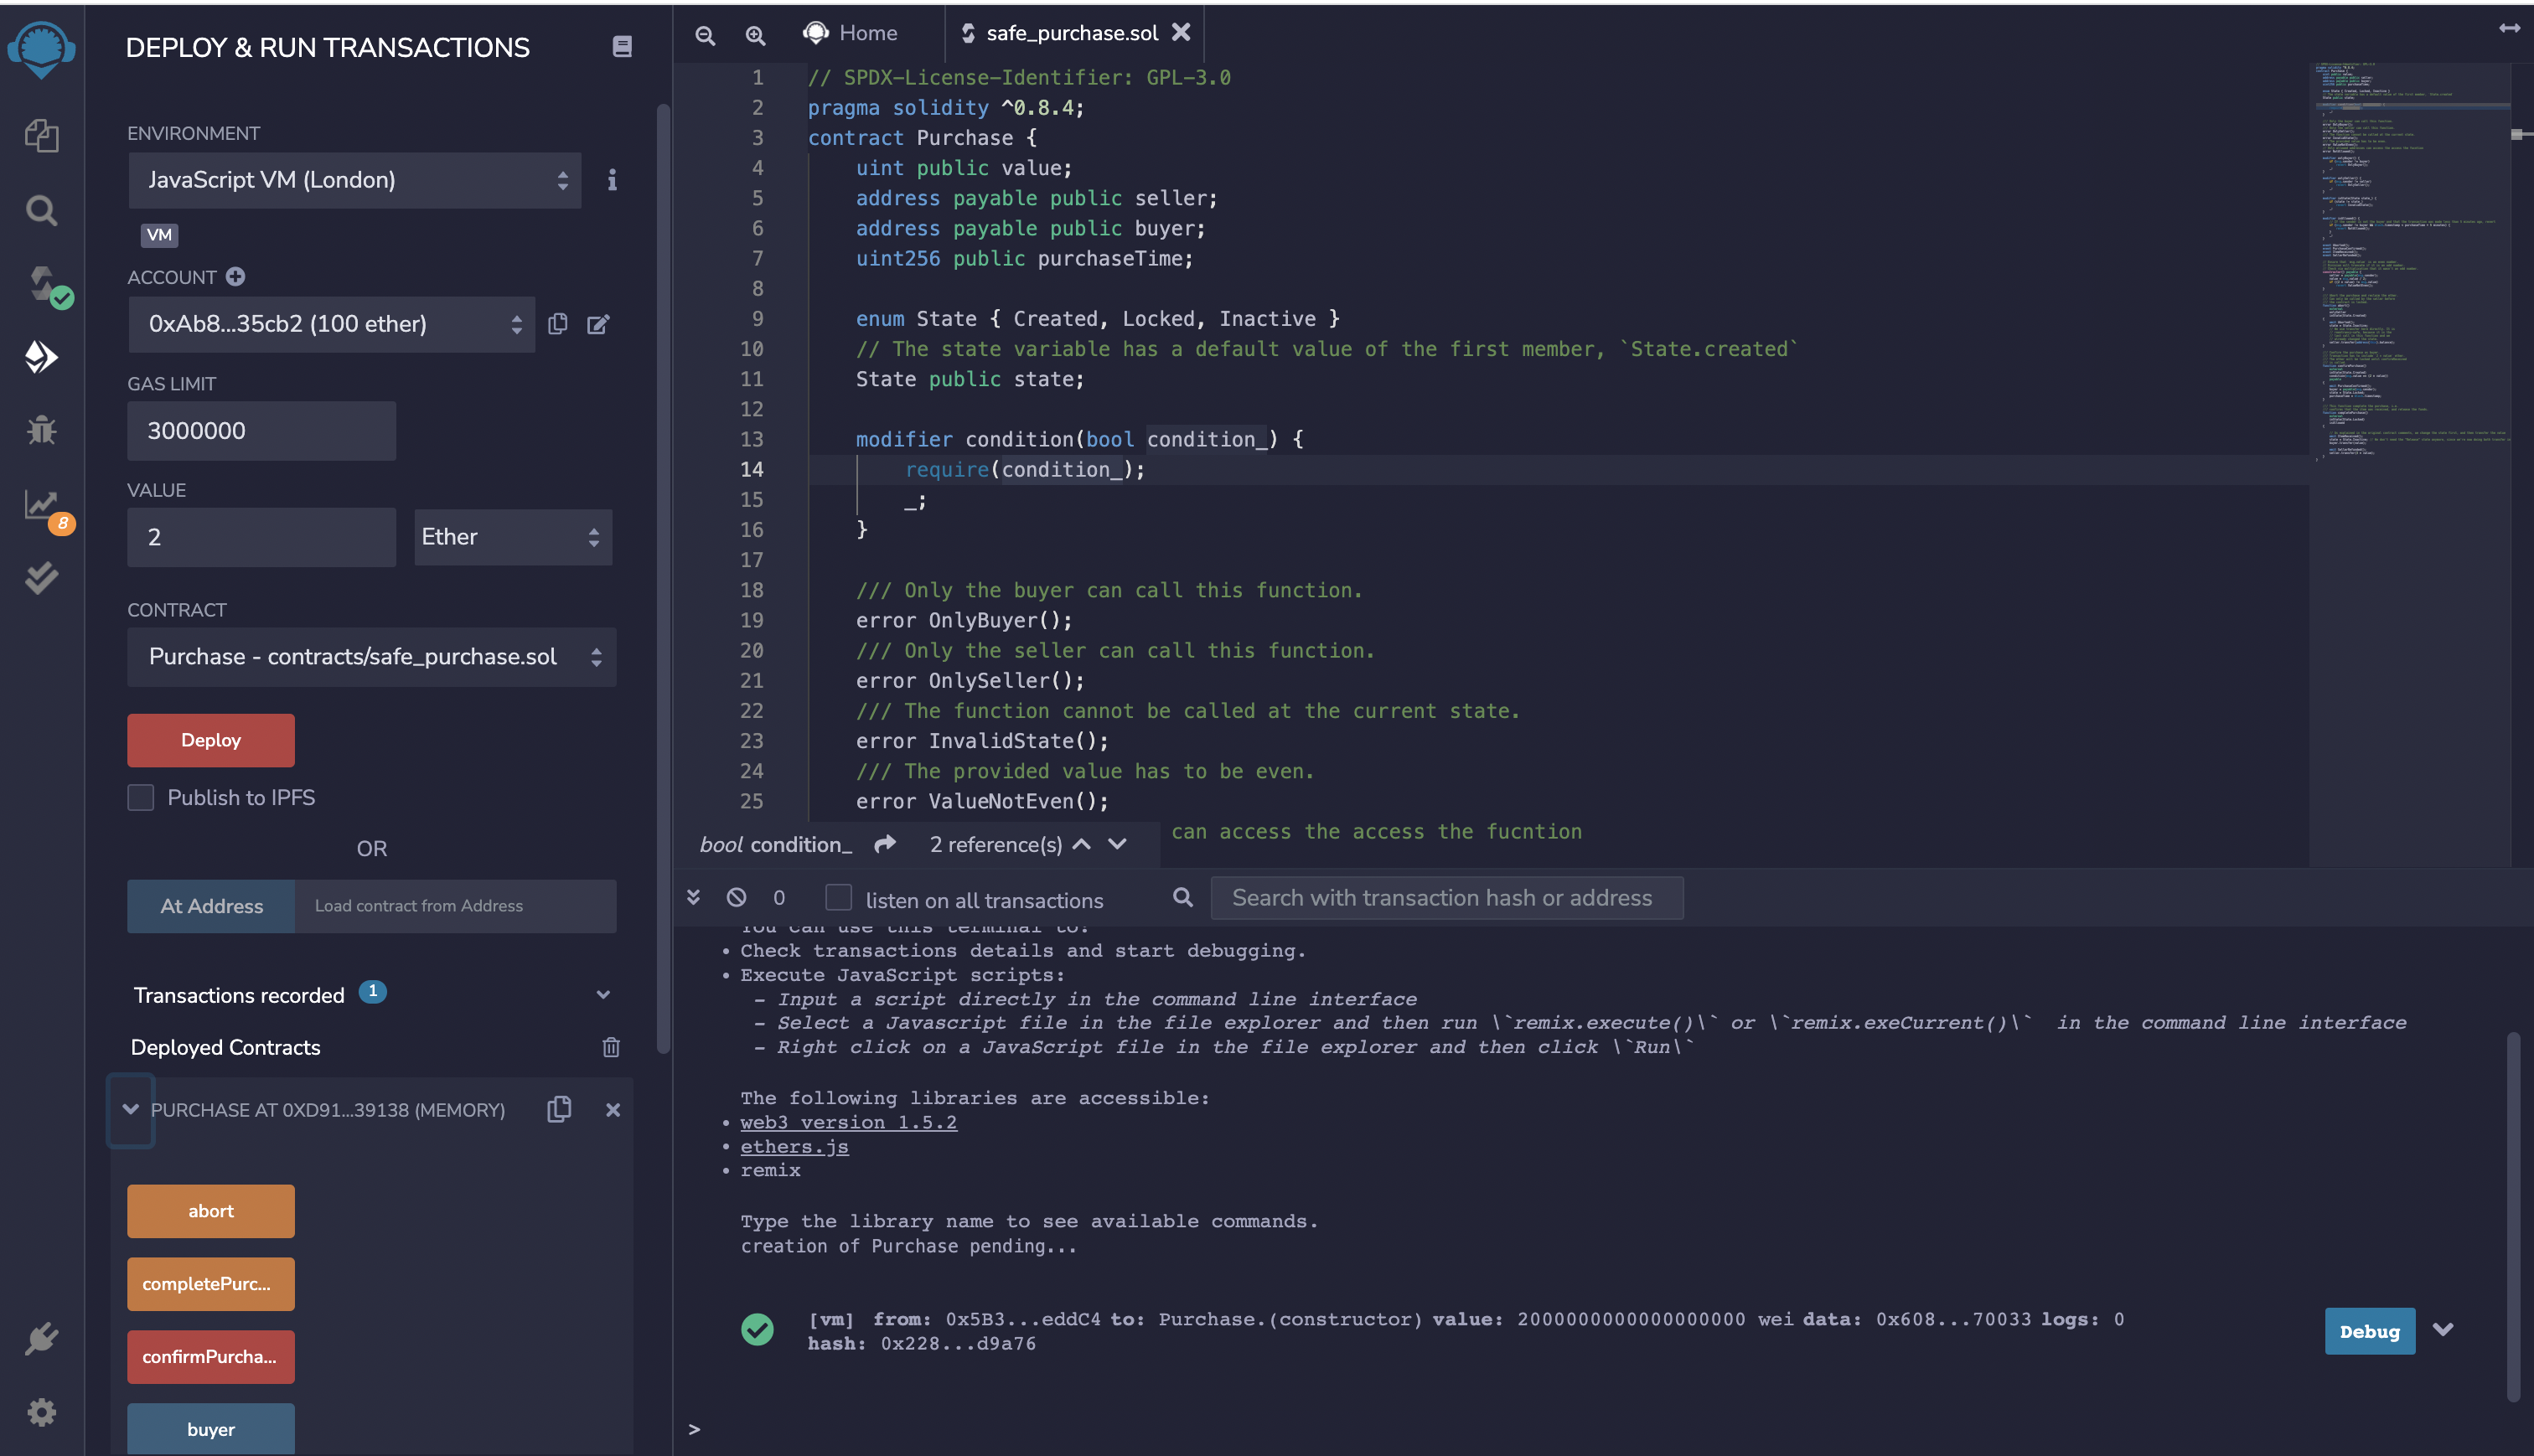 DEPLOY & RUN TRANSACTIONS
ENVIRONMENT
JavaScript VM (London)
VM
ACCOUNT
0xAb8...35cb2 (100 ether)
GAS LIMIT
3000000
VALUE
2
Ether
CONTRACT
Purchase - contracts/safe_purchase.sol
Deploy
Publish to IPFS
OR
At Address
Load contract from Address
Transactions recorded 1
Deployed Contracts
PURCHASE AT 0XD91...39138 (MEMORY)
abort
completePurc...
confirmPurcha...
buyer
8
Home
safe_purchase.sol
1 // SPDX-License-Identifier: GPL-3.0
2 pragma solidity ^0.8.4;
3 contract Purchase {
4 uint public value;
5 address payable public seller;
6 address payable public buyer;
7 uint256 public purchaseTime;
8
9 enum State { Created, Locked, Inactive }
10 // The state variable has a default value of the first member, `State.created`
11 State public state;
12
13 modifier condition(bool condition_) {
14 require(condition_);
15 _;
16 }
17
18 /// Only the buyer can call this function.
19 error OnlyBuyer();
20 /// Only the seller can call this function.
21 error OnlySeller();
22 /// The function cannot be called at the current state.
23 error InvalidState();
24 /// The provided value has to be even.
25 error ValueNotEven();
can access the access the fucntion
bool condition_ 2 reference(s)
0
listen on all transactions
Search with transaction hash or address
You can use this terminal to:
• Check transactions details and start debugging.
• Execute JavaScript scripts:
- Input a script directly in the command line interface
- Select a Javascript file in the file explorer and then run \`remix.execute()\` or \`remix.exeCurrent()\` in the command line interface
- Right click on a JavaScript file in the file explorer and then click \`Run\`
The following libraries are accessible:
• web3 version 1.5.2
• ethers.js
• remix
Type the library name to see available commands.
creation of Purchase pending...
[vm] from: 0x5B3...eddC4 to: Purchase.(constructor) value: 2000000000000000000 wei data: 0x608...70033 logs: 0
hash: 0x228...d9a76
Debug
>